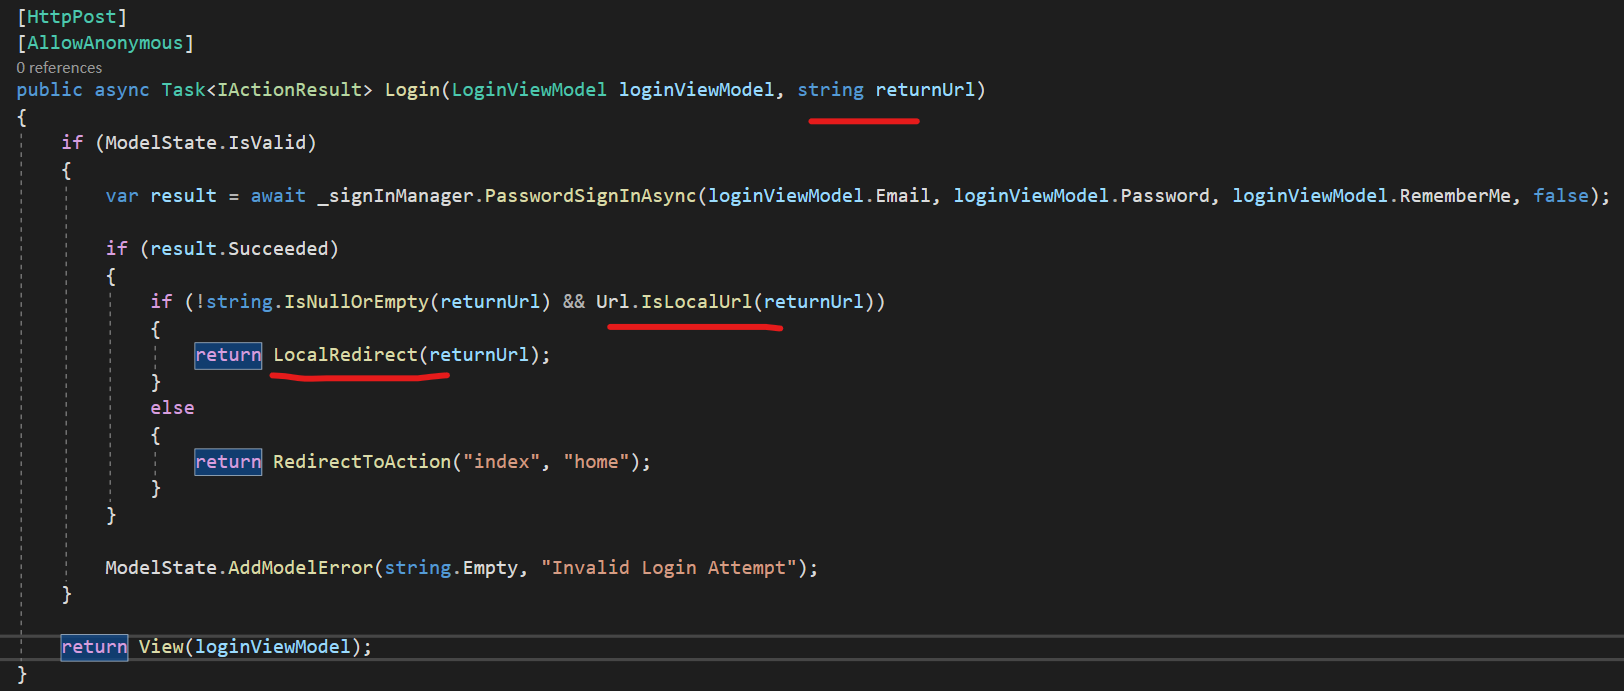 [HttpPost]
[AllowAnonymous]
0 references
public async Task<IActionResult> Login(LoginViewModel loginViewModel, string returnUrl)
{
if (ModelState.IsValid)
{
var result = await _signInManager.PasswordSignInAsync(loginViewModel.Email, loginViewModel.Password, loginViewModel.RememberMe, false);
if (result.Succeeded)
{
if (!string.IsNullOrEmpty(returnUrl) && Url.IsLocalUrl(returnUrl))
{
return LocalRedirect(returnUrl);
}
else
{
return RedirectToAction("index", "home");
}
}
ModelState.AddModelError(string.Empty, "Invalid Login Attempt");
}
return View(loginViewModel);
}